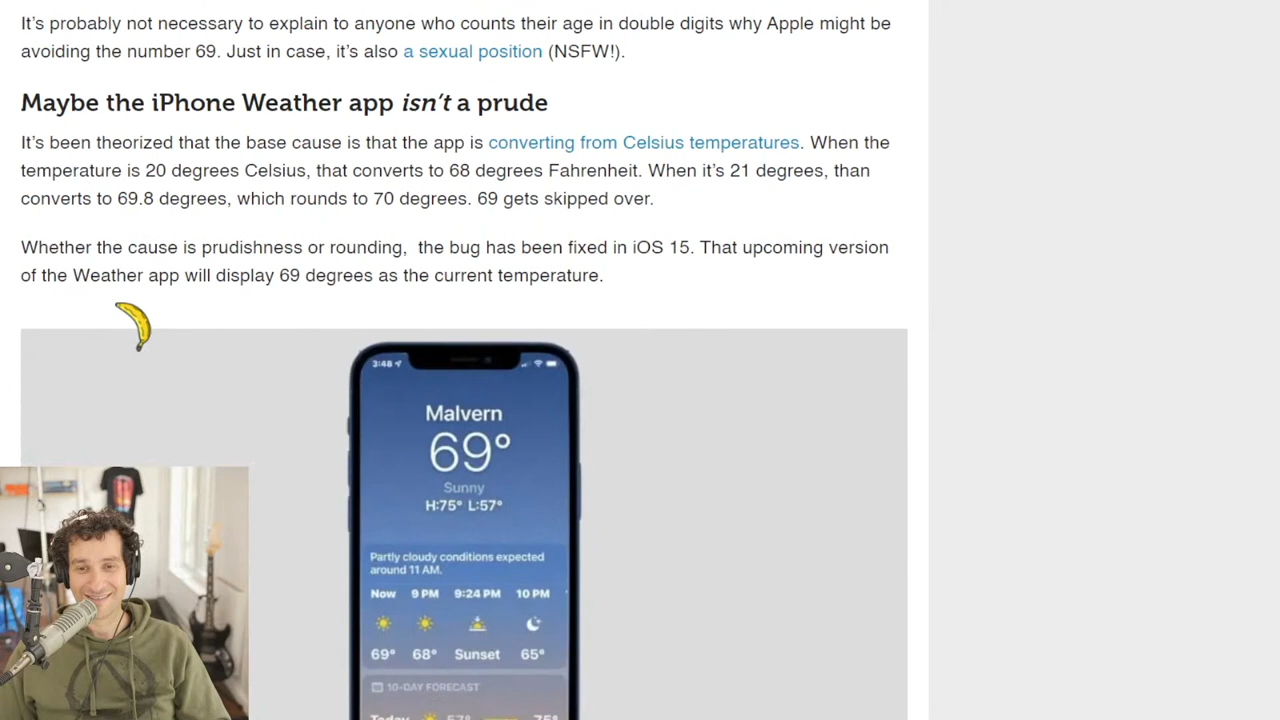 It's probably not necessary to explain to anyone who counts their age in double digits why Apple might be
avoiding the number 69. Just in case, it's also a sexual position (NSFW!).
Maybe the iPhone Weather app isn't a prude
It's been theorized that the base cause is that the app is converting from Celsius temperatures. When the
temperature is 20 degrees Celsius, that converts to 68 degrees Fahrenheit. When it's 21 degrees, than
converts to 69.8 degrees, which rounds to 70 degrees. 69 gets skipped over.
Whether the cause is prudishness or rounding,  the bug has been fixed in iOS 15. That upcoming version
of the Weather app will display 69 degrees as the current temperature.
3:48
Malvern
69°
Sunny
H:75° L:57°
Partly cloudy conditions expected
around 11 AM.
Now 9 PM 9:24 PM 10 PM
69° 68° Sunset 65°
10-DAY FORECAST
Today 57° 75°